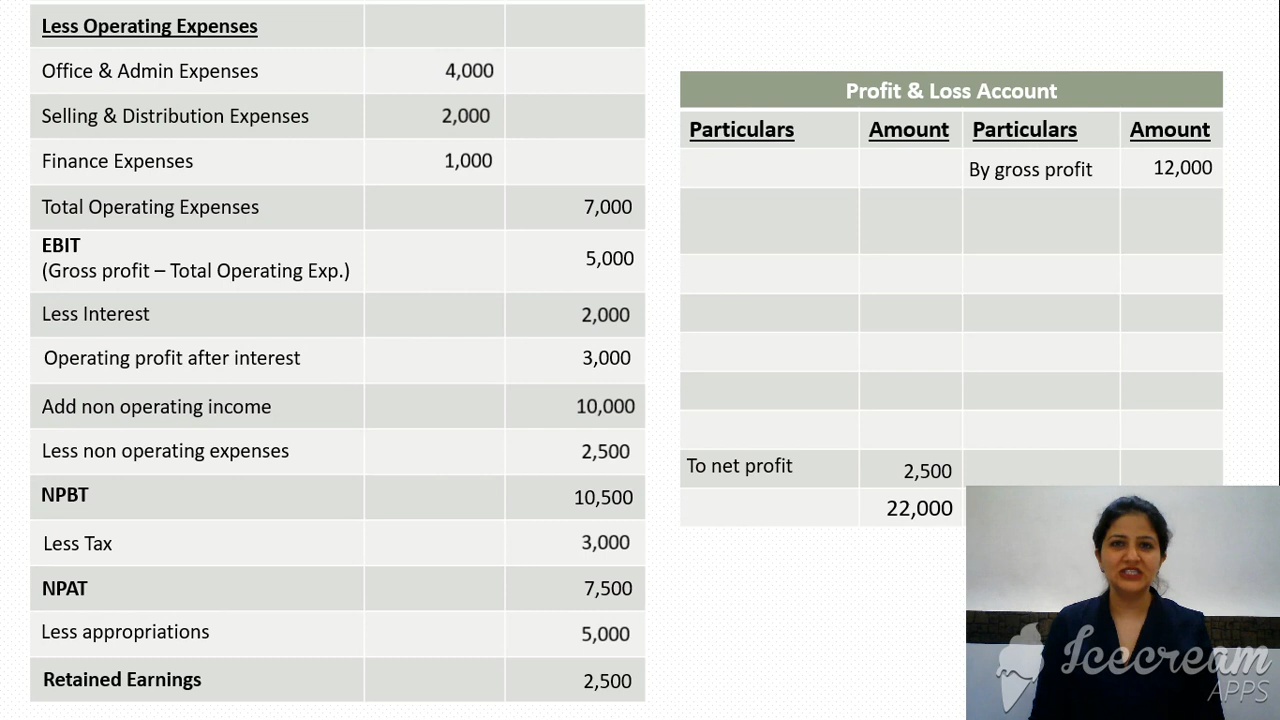 Less Operating Expenses
Office & Admin Expenses 4,000
Selling & Distribution Expenses 2,000
Finance Expenses 1,000
Total Operating Expenses 7,000
EBIT
(Gross profit – Total Operating Exp.) 5,000
Less Interest 2,000
Operating profit after interest 3,000
Add non operating income 10,000
Less non operating expenses 2,500
NPBT 10,500
Less Tax 3,000
NPAT 7,500
Less appropriations 5,000
Retained Earnings 2,500
Profit & Loss Account
Particulars Amount Particulars Amount
By gross profit 12,000
To net profit 2,500
22,000
Icecream
APPS